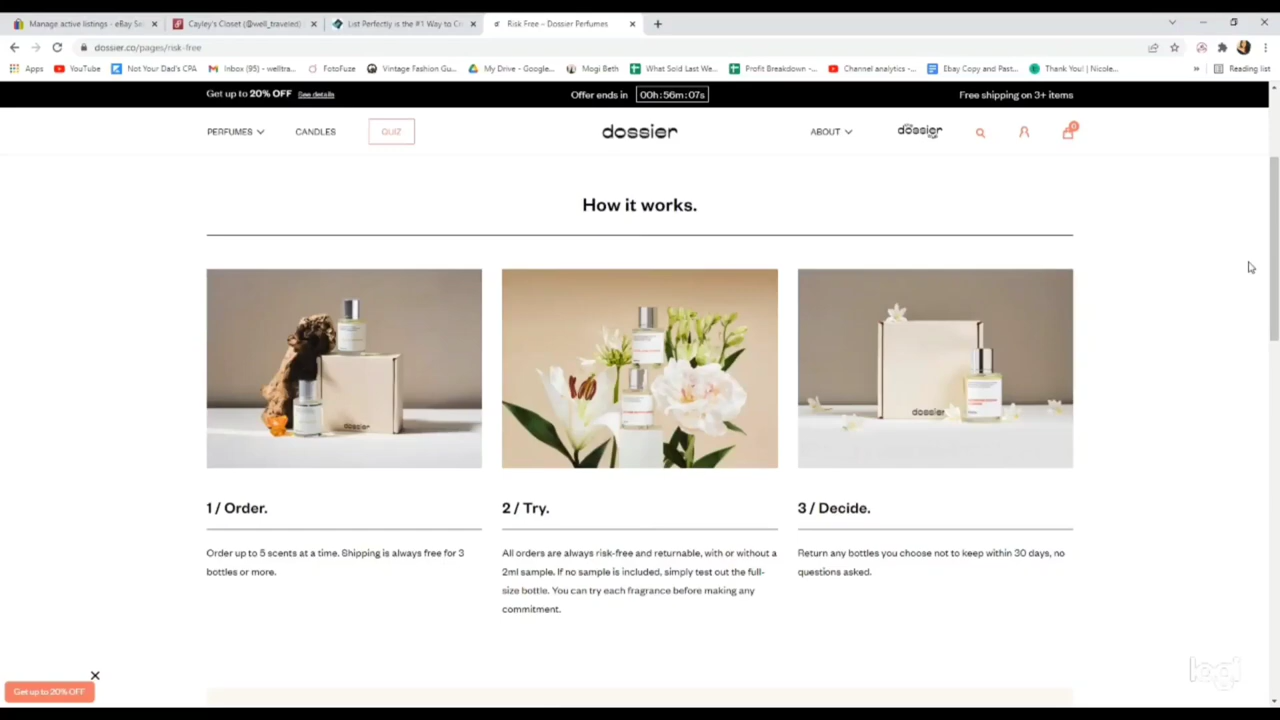 Manage active listings - eBay Sel
Cayley's Closet (@well_traveled)
List Perfectly is the #1 Way to Cr
Risk Free – Dossier Perfumes
dossier.co/pages/risk-free
Apps
YouTube
Not Your Dad's CPA
Inbox (95) - welltra...
FotoFuze
Vintage Fashion Gu...
My Drive - Google...
Mogi Beth
What Sold Last We...
Profit Breakdown -...
Channel analytics -...
Ebay Copy and Past...
Thank You! | Nicole...
»
Reading list
Get up to 20% OFF See details
Offer ends in 00h:56m:07s
Free shipping on 3+ items
PERFUMES
CANDLES
QUIZ
dossier
ABOUT
dossier
0
How it works.
dossier
dossier
1 / Order.
2 / Try.
3 / Decide.
Order up to 5 scents at a time. Shipping is always free for 3
bottles or more.
All orders are always risk-free and returnable, with or without a
2ml sample. If no sample is included, simply test out the full-
size bottle. You can try each fragrance before making any
commitment.
Return any bottles you choose not to keep within 30 days, no
questions asked.
Get up to 20% OFF